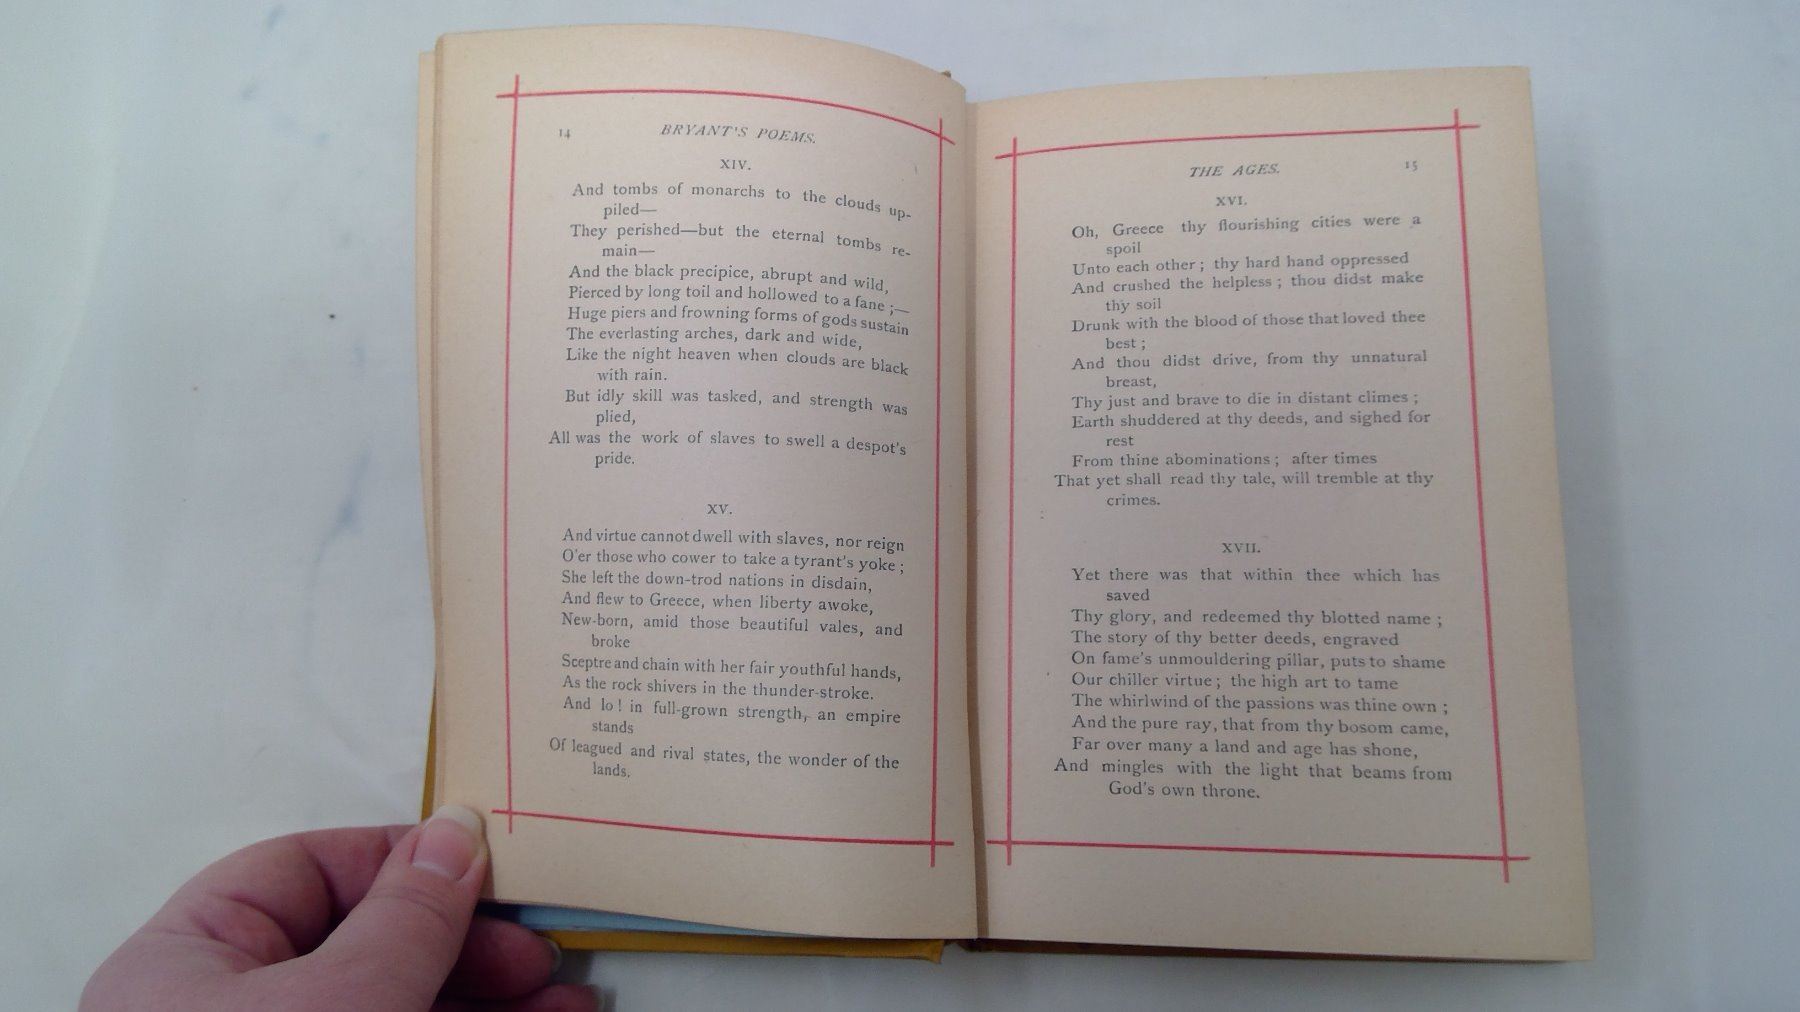 14
BRYANT'S POEMS.
XIV.
And tombs of monarchs to the clouds up-
piled—
They perished—but the eternal tombs re-
main—
And the black precipice, abrupt and wild,
Pierced by long toil and hollowed to a fane ;—
Huge piers and frowning forms of gods sustain
The everlasting arches, dark and wide,
Like the night heaven when clouds are black
with rain.
But idly skill was tasked, and strength was
plied,
All was the work of slaves to swell a despot's
pride.
XV.
And virtue cannot dwell with slaves, nor reign
O'er those who cower to take a tyrant's yoke ;
She left the down-trod nations in disdain,
And flew to Greece, when liberty awoke,
New-born, amid those beautiful vales, and
broke
Sceptre and chain with her fair youthful hands,
As the rock shivers in the thunder-stroke.
And lo ! in full-grown strength, an empire
stands
Of leagued and rival states, the wonder of the
lands.
THE AGES.
15
XVI.
Oh, Greece thy flourishing cities were a
spoil
Unto each other ; thy hard hand oppressed
And crushed the helpless ; thou didst make
thy soil
Drunk with the blood of those that loved thee
best ;
And thou didst drive, from thy unnatural
breast,
Thy just and brave to die in distant climes ;
Earth shuddered at thy deeds, and sighed for
rest
From thine abominations ; after times
That yet shall read thy tale, will tremble at thy
crimes.
XVII.
Yet there was that within thee which has
saved
Thy glory, and redeemed thy blotted name ;
The story of thy better deeds, engraved
On fame's unmouldering pillar, puts to shame
Our chiller virtue ; the high art to tame
The whirlwind of the passions was thine own ;
And the pure ray, that from thy bosom came,
Far over many a land and age has shone,
And mingles with the light that beams from
God's own throne.